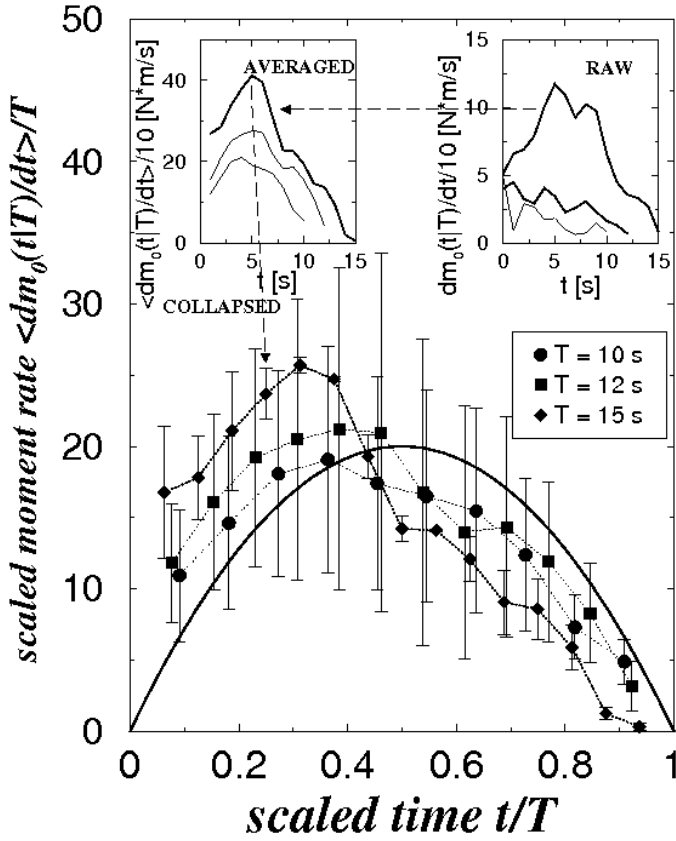 50
40
30
20
10
0
scaled moment rate <dm₀(t|T)/dt>/T
AVERAGED
40
20
0
<dm₀(t|T)/dt>/10 [N*m/s]
0 5 10 15
t [s]
RAW
15
10
5
0
dm₀(t|T)/dt/10 [N*m/s]
0 5 10 15
t [s]
COLLAPSED
T = 10 s
T = 12 s
T = 15 s
0 0.2 0.4 0.6 0.8 1
scaled time t/T